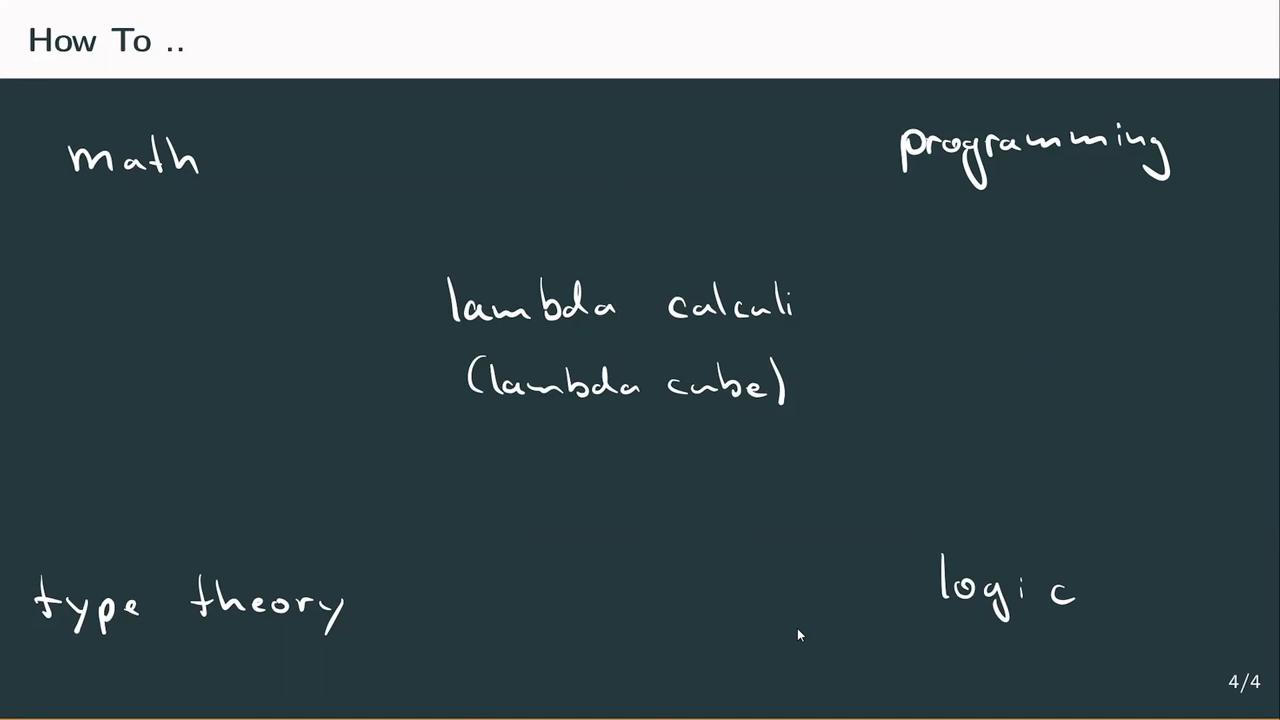 How To ..
math
programming
lambda calculi
(lambda cube)
type theory
logic
4/4